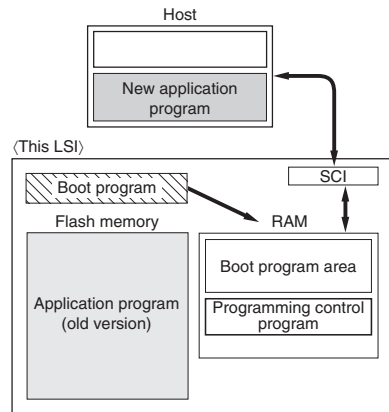 Host
New application
program
〈This LSI〉
SCI
Boot program
Flash memory
RAM
Boot program area
Application program
(old version)
Programming control
program